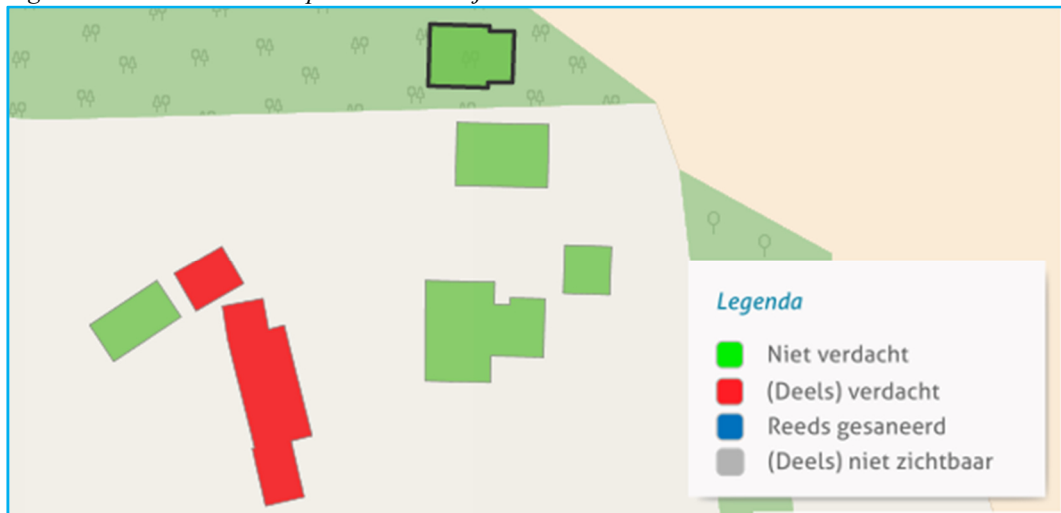 Legenda
Niet verdacht
(Deels) verdacht
Reeds gesaneerd
(Deels) niet zichtbaar